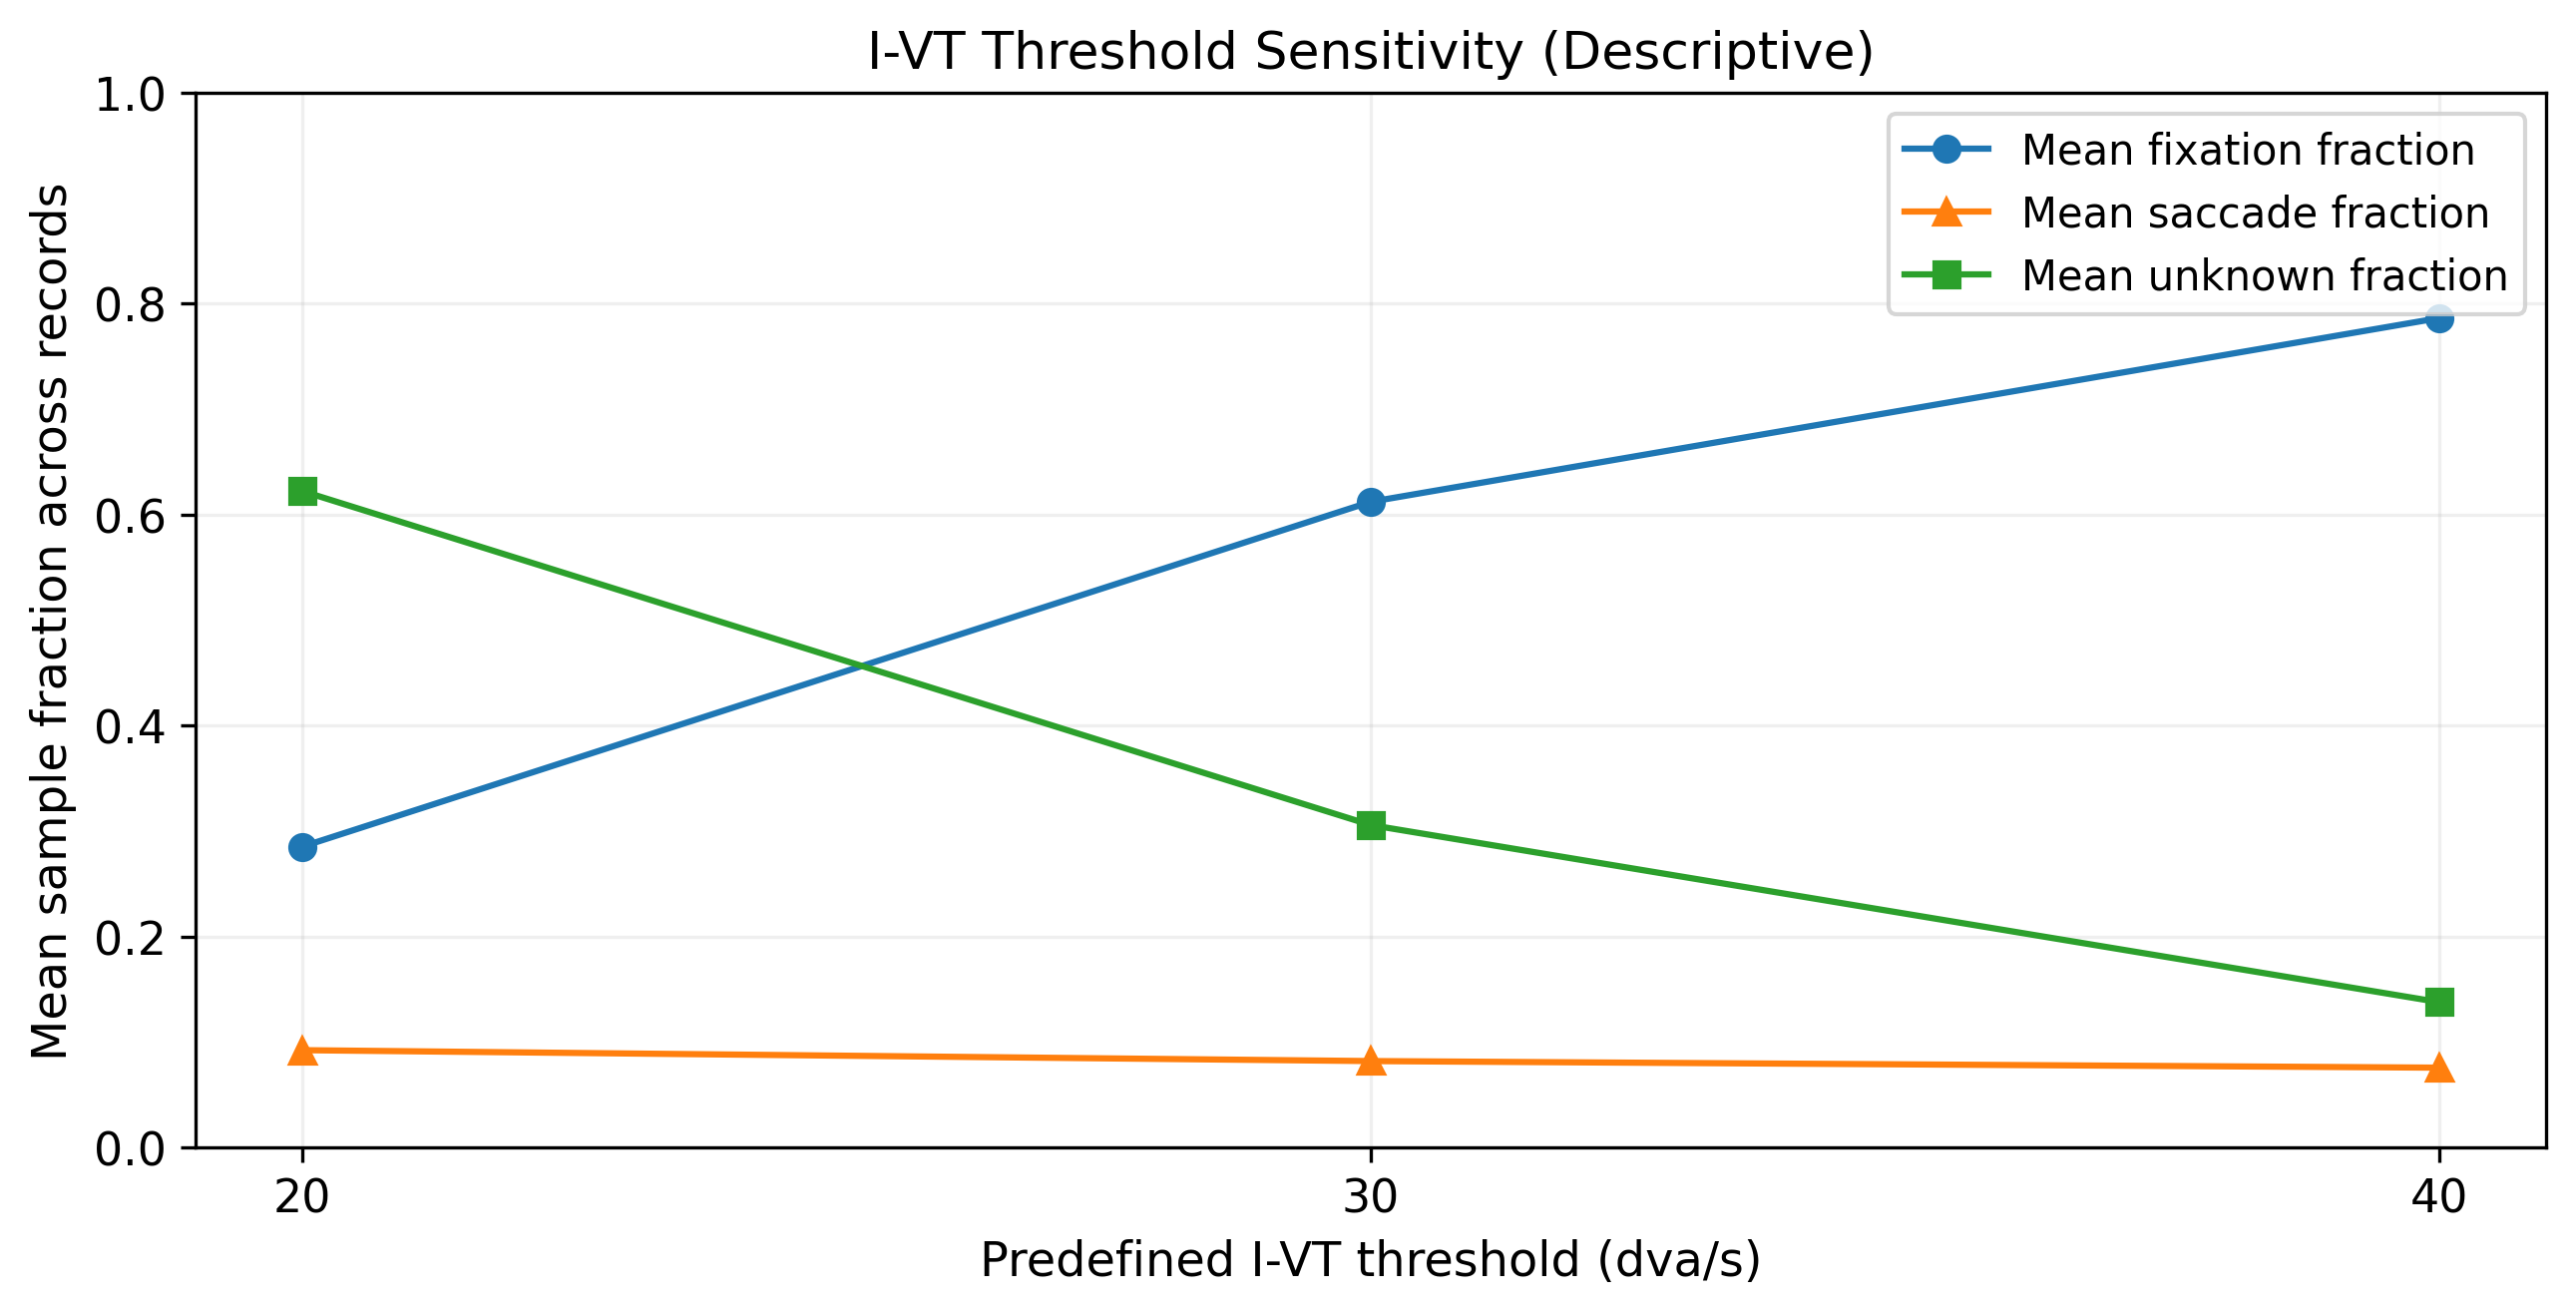 I-VT Threshold Sensitivity (Descriptive)
Mean sample fraction across records
1.0
0.8
0.6
0.4
0.2
0.0
Mean fixation fraction
Mean saccade fraction
Mean unknown fraction
20
30
40
Predefined I-VT threshold (dva/s)